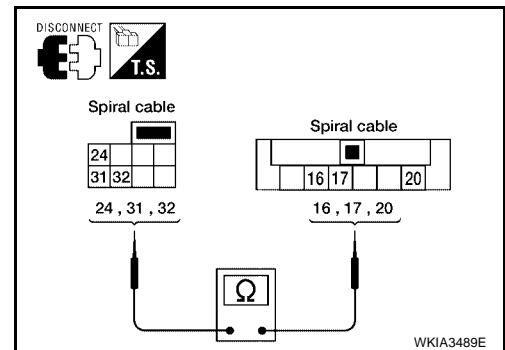 DISCONNECT
T.S.
Spiral cable
Spiral cable
24
31 32
16 17 20
24 , 31 , 32
16 , 17 , 20
Ω
WKIA3489E